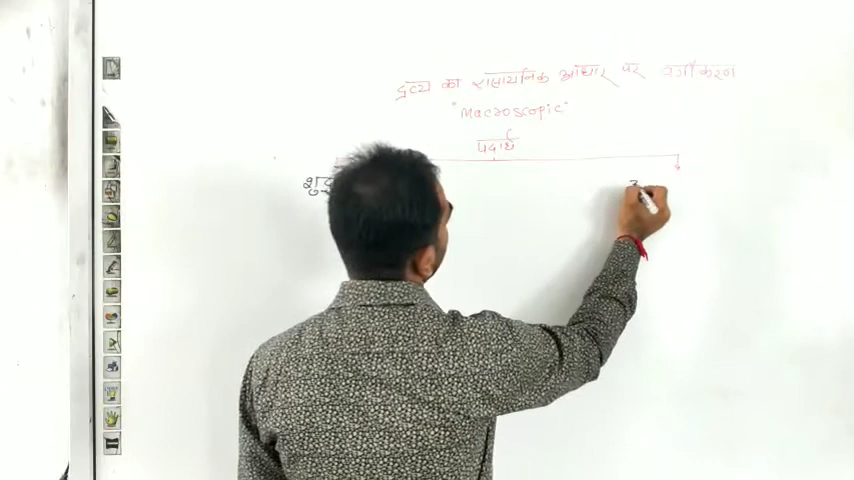 द्रव्य का रासायनिक आधार पर वर्गीकरण
"Macroscopic"
पदार्थ
शुद्ध